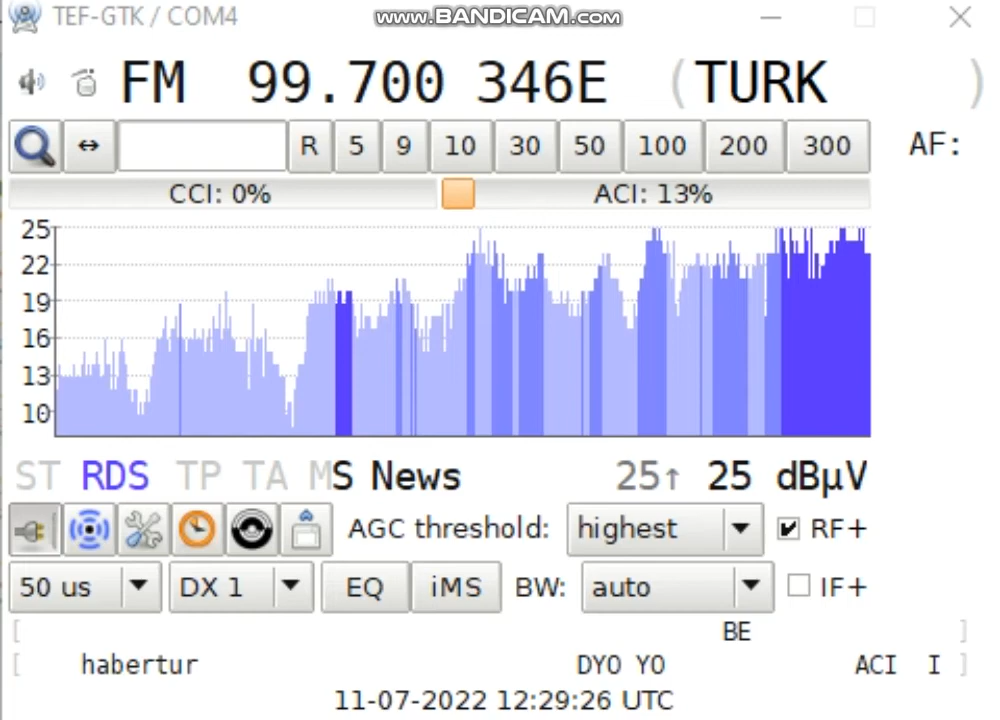 TEF-GTK / COM4
www.BANDICAM.com
FM 99.700 346E (TURK )
R 5 9 10 30 50 100 200 300 AF:
CCI: 0% ACI: 13%
25
22
19
16
13
10
ST RDS TP TA MS News 25↑ 25 dBµV
AGC threshold: highest RF+
50 us DX 1 EQ iMS BW: auto IF+
[ BE ]
[ habertur DYO YO ACI I ]
11-07-2022 12:29:26 UTC